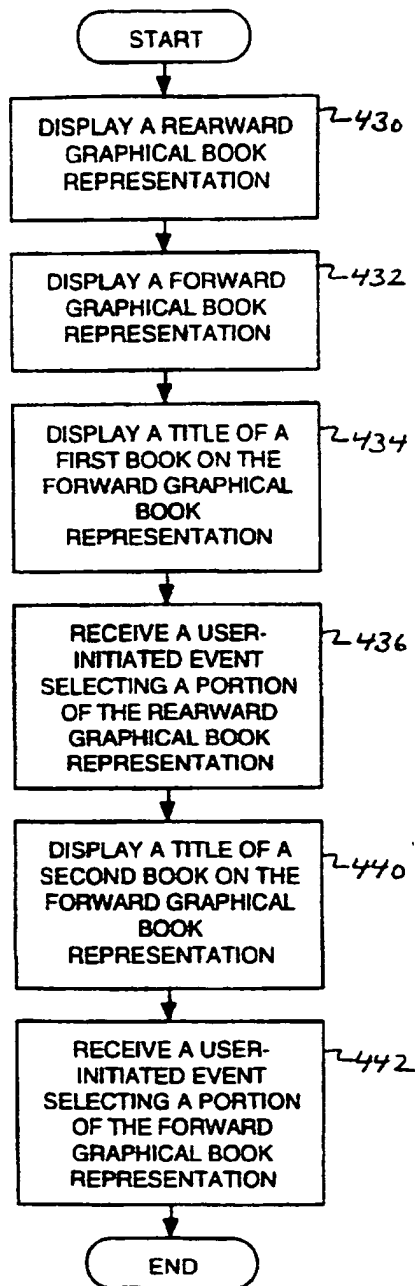 START
DISPLAY A REARWARD
GRAPHICAL BOOK
REPRESENTATION
430
DISPLAY A FORWARD
GRAPHICAL BOOK
REPRESENTATION
432
DISPLAY A TITLE OF A
FIRST BOOK ON THE
FORWARD GRAPHICAL
BOOK
REPRESENTATION
434
RECEIVE A USER-
INITIATED EVENT
SELECTING A PORTION
OF THE REARWARD
GRAPHICAL BOOK
REPRESENTATION
436
DISPLAY A TITLE OF A
SECOND BOOK ON THE
FORWARD GRAPHICAL
BOOK
REPRESENTATION
440
RECEIVE A USER-
INITIATED EVENT
SELECTING A PORTION
OF THE FORWARD
GRAPHICAL BOOK
REPRESENTATION
442
END